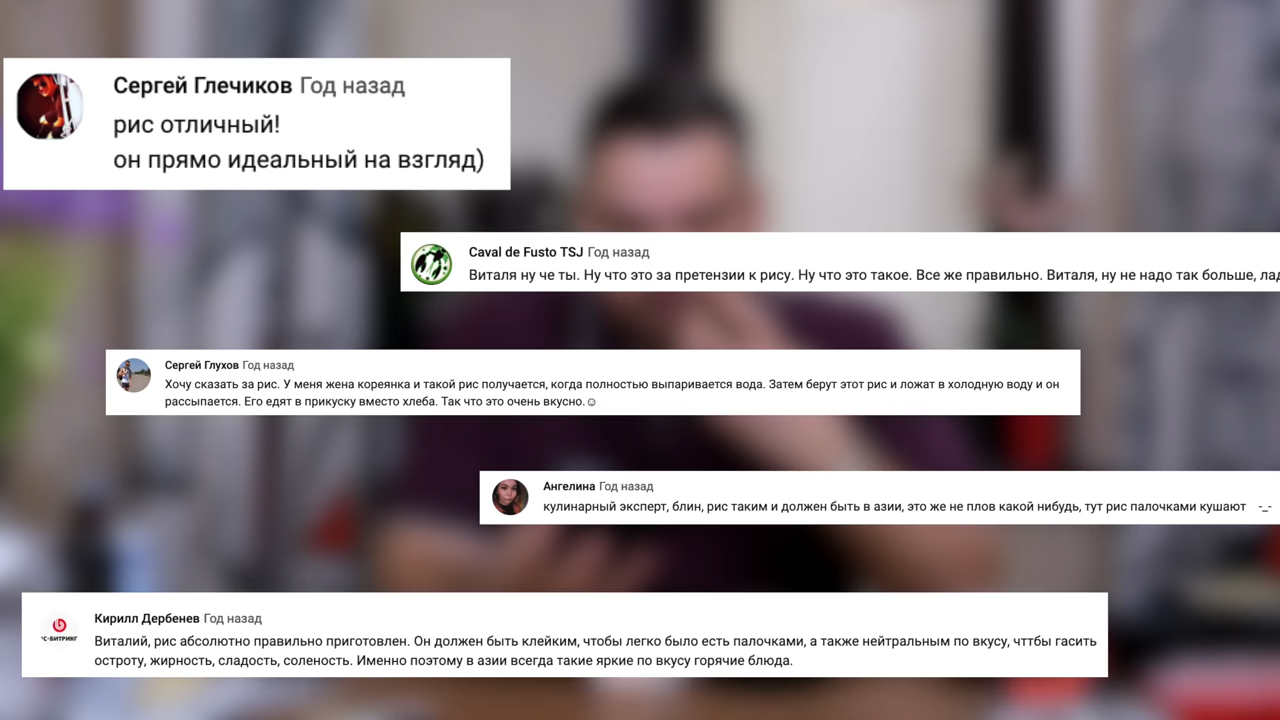 Сергей Глечиков Год назад
рис отличный!
он прямо идеальный на взгляд)
Caval de Fusto TSJ Год назад
Виталя ну че ты. Ну что это за претензии к рису. Ну что это такое. Все же правильно. Виталя, ну не надо так больше, лад
Сергей Глухов Год назад
Хочу сказать за рис. У меня жена кореянка и такой рис получается, когда полностью выпаривается вода. Затем берут этот рис и ложат в холодную воду и он
рассыпается. Его едят в прикуску вместо хлеба. Так что это очень вкусно.☺
Ангелина Год назад
кулинарный эксперт, блин, рис таким и должен быть в азии, это же не плов какой нибудь, тут рис палочками кушают -_-
1С-БИТРИКС
Кирилл Дербенев Год назад
Виталий, рис абсолютно правильно приготовлен. Он должен быть клейким, чтобы легко было есть палочками, а также нейтральным по вкусу, чттбы гасить
остроту, жирность, сладость, соленость. Именно поэтому в азии всегда такие яркие по вкусу горячие блюда.